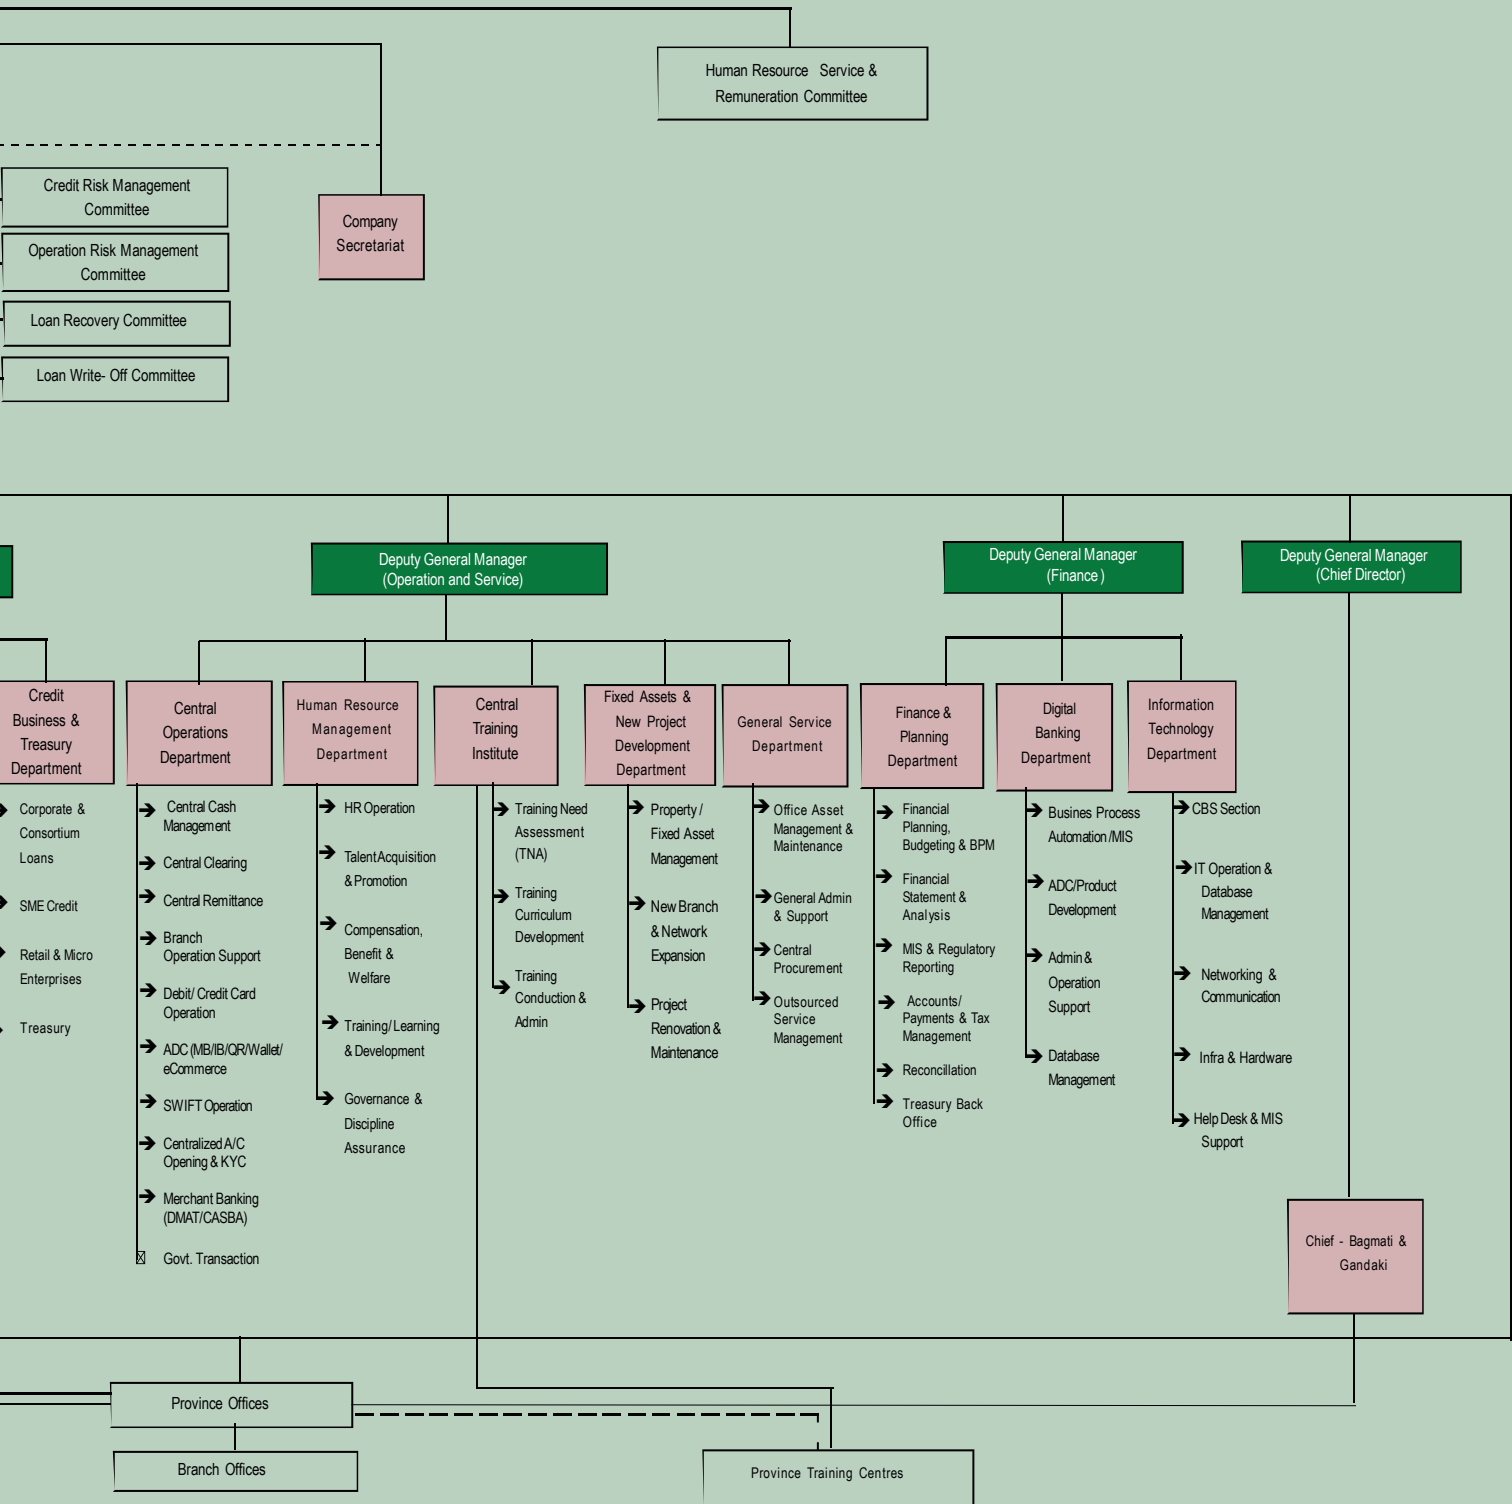 Human Resource Service &
Remuneration Committee
Credit Risk Management
Committee
Operation Risk Management
Committee
Loan Recovery Committee
Loan Write- Off Committee
Company
Secretariat
Deputy General Manager
(Operation and Service)
Deputy General Manager
(Finance )
Deputy General Manager
(Chief Director)
Credit
Business &
Treasury
Department
Corporate &
Consortium
Loans
SME Credit
Retail & Micro
Enterprises
Treasury
Central
Operations
Department
Central Cash
Management
Central Clearing
Central Remittance
Branch
Operation Support
Debit/ Credit Card
Operation
ADC (MB/IB/QR/Wallet/
eCommerce
SWIFT Operation
Centralized A/C
Opening & KYC
Merchant Banking
(DMAT/CASBA)
Govt. Transaction
Human Resource
Management
Department
HR Operation
Talent Acquisition
& Promotion
Compensation,
Benefit &
Welfare
Training/ Learning
& Development
Governance &
Discipline
Assurance
Central
Training
Institute
Training Need
Assessment
(TNA)
Training
Curriculum
Development
Training
Conduction &
Admin
Fixed Assets &
New Project
Development
Department
Property /
Fixed Asset
Management
New Branch
& Network
Expansion
Project
Renovation &
Maintenance
General Service
Department
Office Asset
Management &
Maintenance
General Admin
& Support
Central
Procurement
Outsourced
Service
Management
Finance &
Planning
Department
Financial
Planning,
Budgeting & BPM
Financial
Statement &
Analysis
MIS & Regulatory
Reporting
Accounts/
Payments & Tax
Management
Reconcillation
Treasury Back
Office
Digital
Banking
Department
Busines Process
Automation /MIS
ADC/Product
Development
Admin &
Operation
Support
Database
Management
Information
Technology
Department
CBS Section
IT Operation &
Database
Management
Networking &
Communication
Infra & Hardware
Help Desk & MIS
Support
Chief - Bagmati &
Gandaki
Province Offices
Branch Offices
Province Training Centres